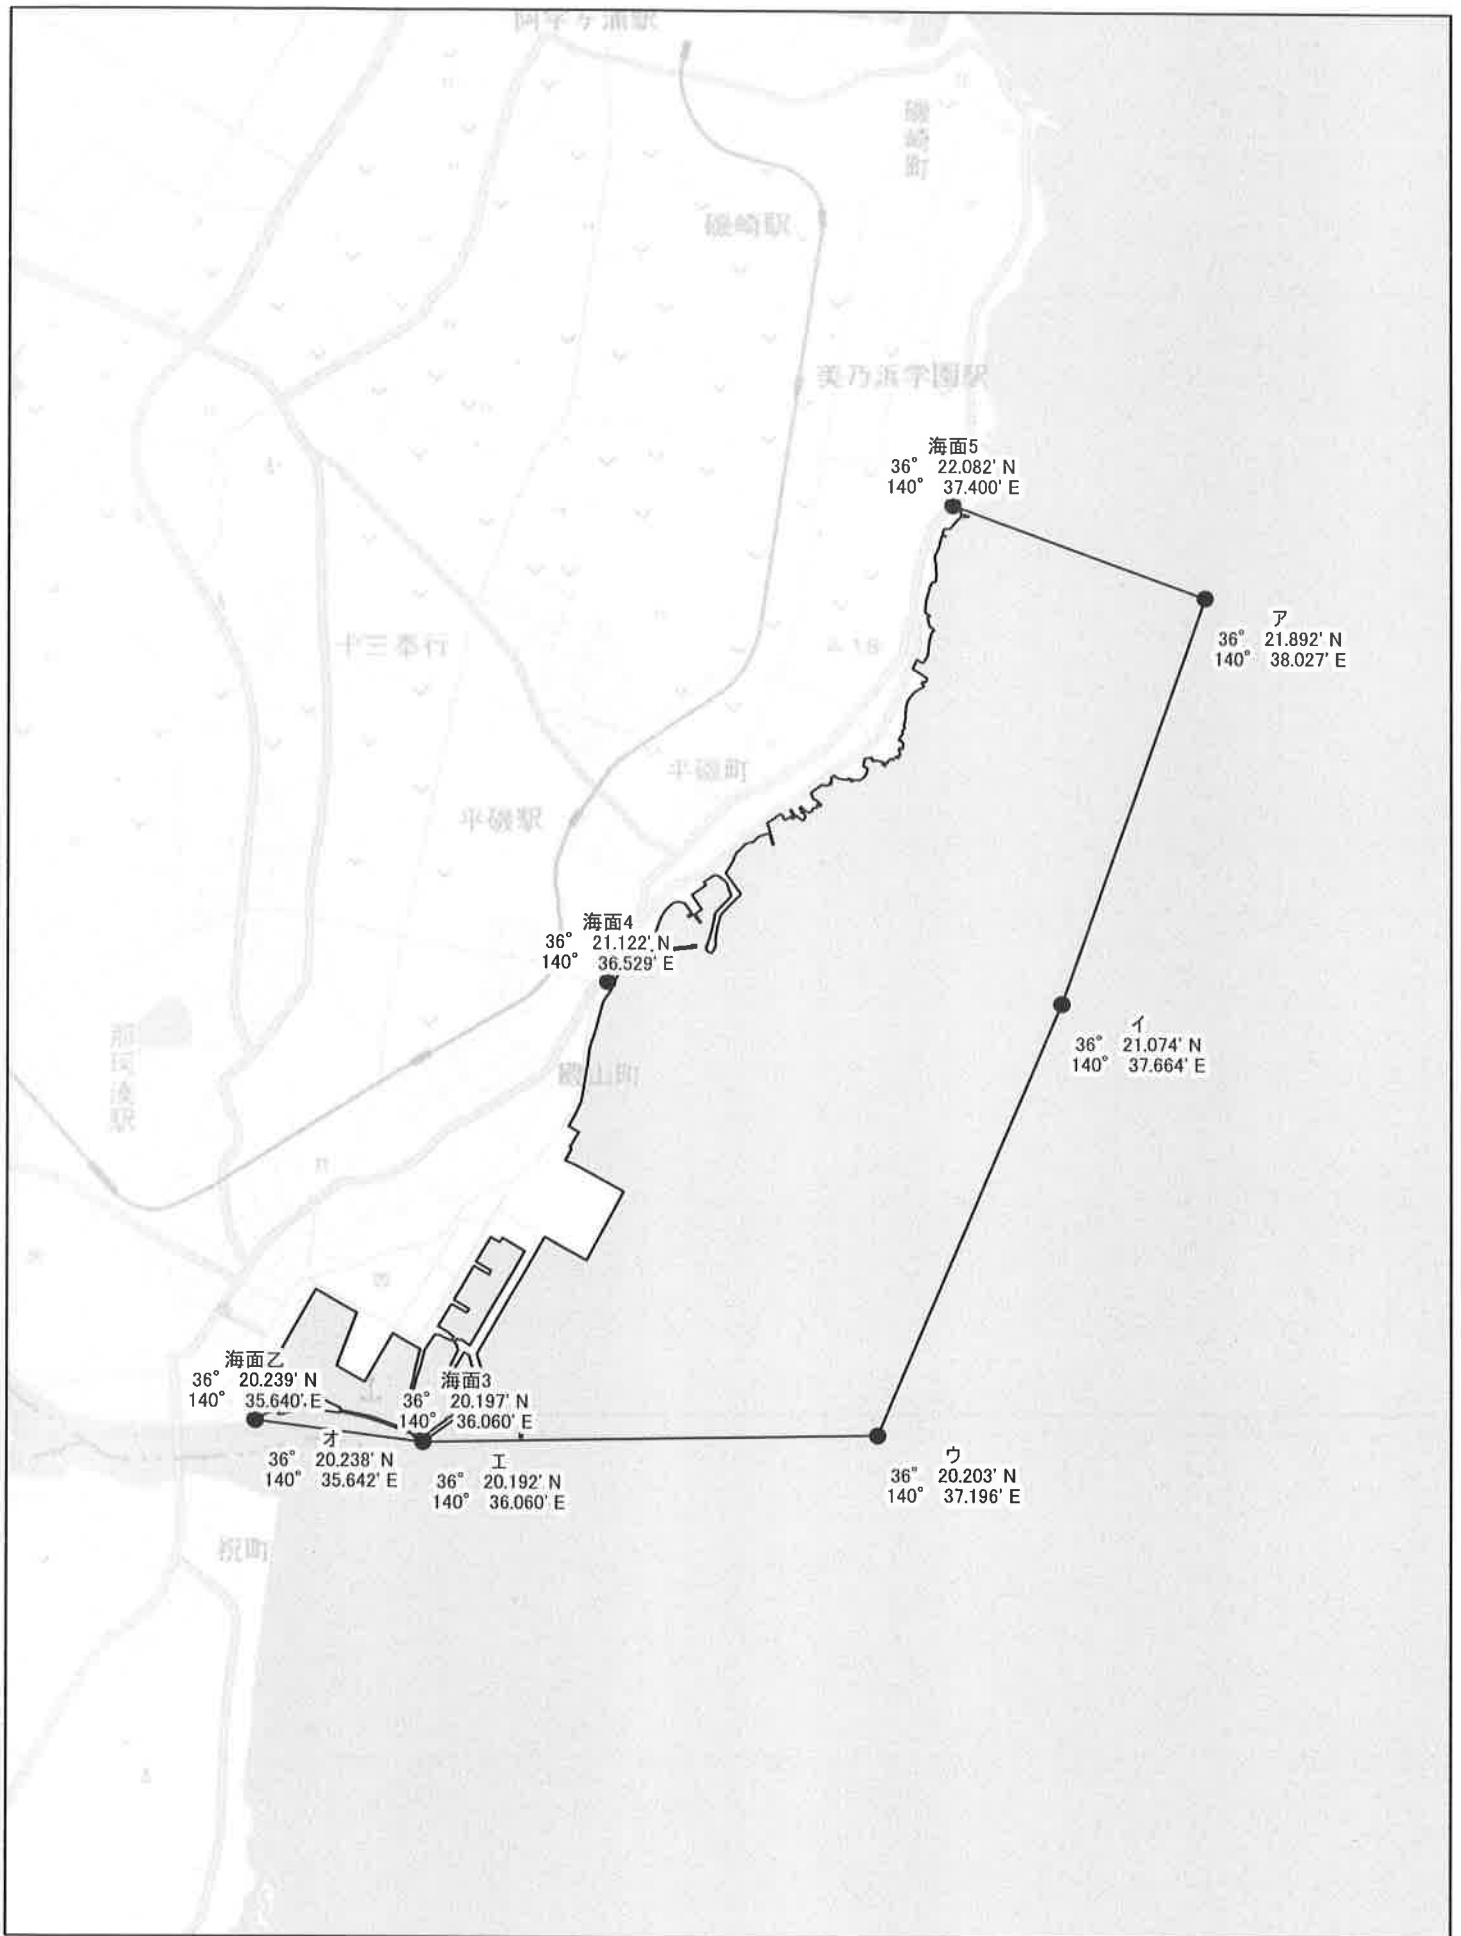 阿字ヶ浦駅
磯崎町
磯崎駅
美乃浜学園駅
海面5
36° 22.082' N
140° 37.400' E
ア
36° 21.892' N
140° 38.027' E
十三奉行
18
平磯町
平磯駅
海面4
36° 21.122' N
140° 36.529' E
イ
36° 21.074' N
140° 37.664' E
那珂湊駅
殿山町
海面乙
36° 20.239' N
140° 35.640' E
海面3
36° 20.197' N
140° 36.060' E
オ
36° 20.238' N
140° 35.642' E
エ
36° 20.192' N
140° 36.060' E
ウ
36° 20.203' N
140° 37.196' E
祝町